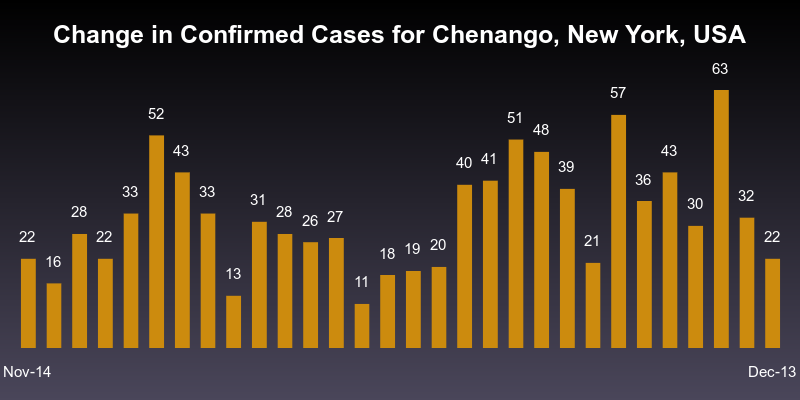 Change in Confirmed Cases for Chenango, New York, USA
22 16 28 22 33 52 43 33 13 31 28 26 27 11 18 19 20 40 41 51 48 39 21 57 36 43 30 63 32 22
Nov-14 Dec-13